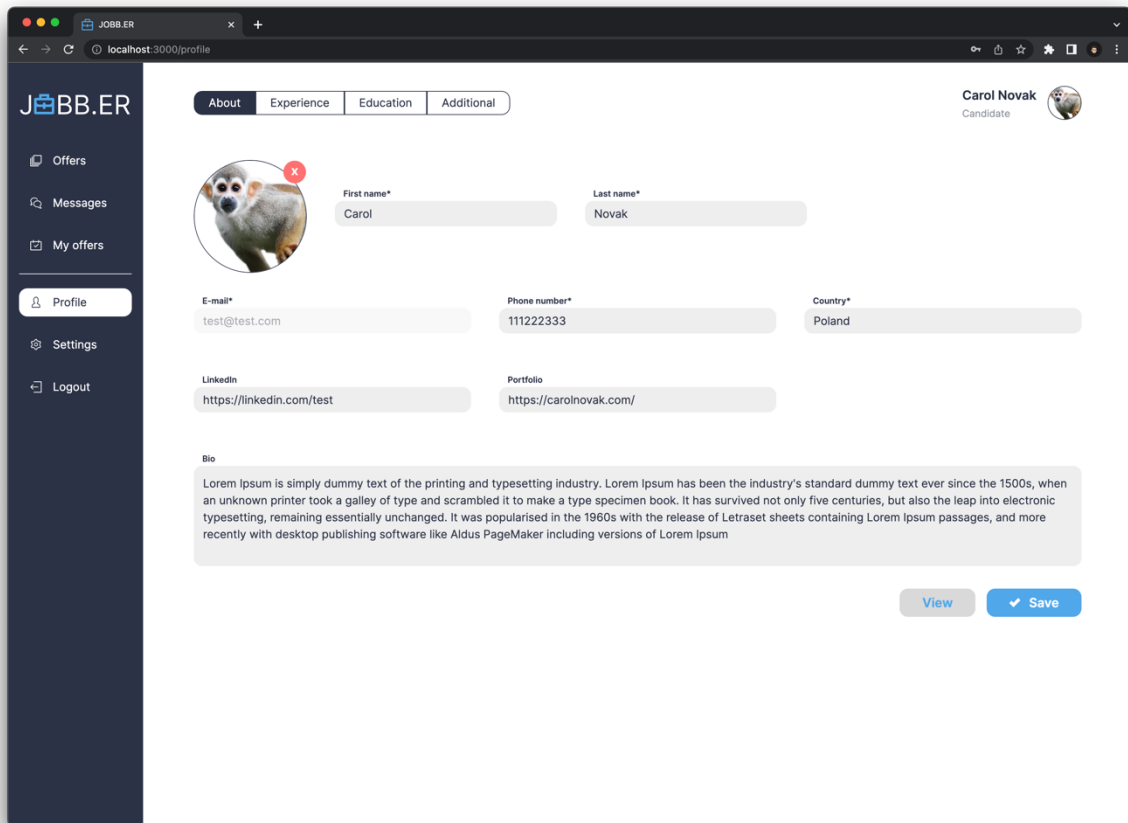 JOBB.ER
localhost:3000/profile
JOBB.ER
Offers
Messages
My offers
Profile
Settings
Logout
About
Experience
Education
Additional
Carol Novak
Candidate
X
First name*
Carol
Last name*
Novak
E-mail*
test@test.com
Phone number*
111222333
Country*
Poland
LinkedIn
https://linkedin.com/test
Portfolio
https://carolnovak.com/
Bio
Lorem Ipsum is simply dummy text of the printing and typesetting industry. Lorem Ipsum has been the industry's standard dummy text ever since the 1500s, when
an unknown printer took a galley of type and scrambled it to make a type specimen book. It has survived not only five centuries, but also the leap into electronic
typesetting, remaining essentially unchanged. It was popularised in the 1960s with the release of Letraset sheets containing Lorem Ipsum passages, and more
recently with desktop publishing software like Aldus PageMaker including versions of Lorem Ipsum
View
Save